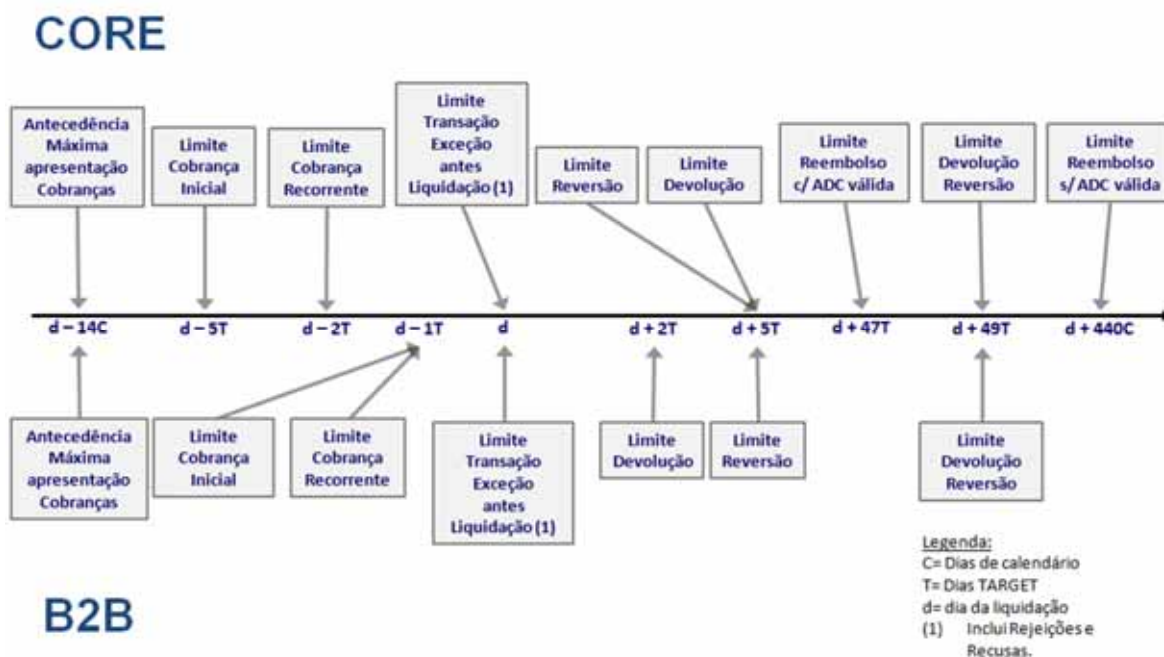 CORE
Antecedência
Máxima
apresentação
Cobranças
Limite
Cobrança
Inicial
Limite
Cobrança
Recorrente
Limite
Transação
Exceção
antes
Liquidação (1)
Limite
Reversão
Limite
Devolução
Limite
Reembolso
c/ ADC válida
Limite
Devolução
Reversão
Limite
Reembolso
s/ ADC válida
d – 14C
d – 5T
d – 2T
d – 1T
d
d + 2T
d + 5T
d + 47T
d + 49T
d + 440C
Antecedência
Máxima
apresentação
Cobranças
Limite
Cobrança
Inicial
Limite
Cobrança
Recorrente
Limite
Transação
Exceção
antes
Liquidação (1)
Limite
Devolução
Limite
Reversão
Limite
Devolução
Reversão
B2B
Legenda:
C= Dias de calendário
T= Dias TARGET
d= dia da liquidação
(1) Inclui Rejeições e
Recusas.